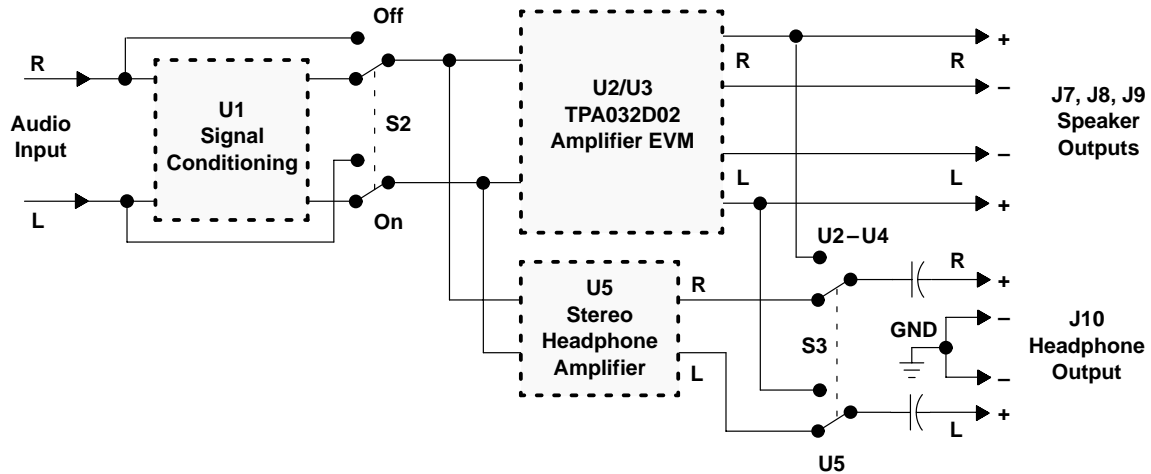 Off
R
Audio
Input
L
U1
Signal
Conditioning
S2
On
U2/U3
TPA032D02
Amplifier EVM
R
R
+
–
–
L
L
+
J7, J8, J9
Speaker
Outputs
U2–U4
U5
Stereo
Headphone
Amplifier
R
L
S3
U5
R
+
GND
–
–
+
L
J10
Headphone
Output